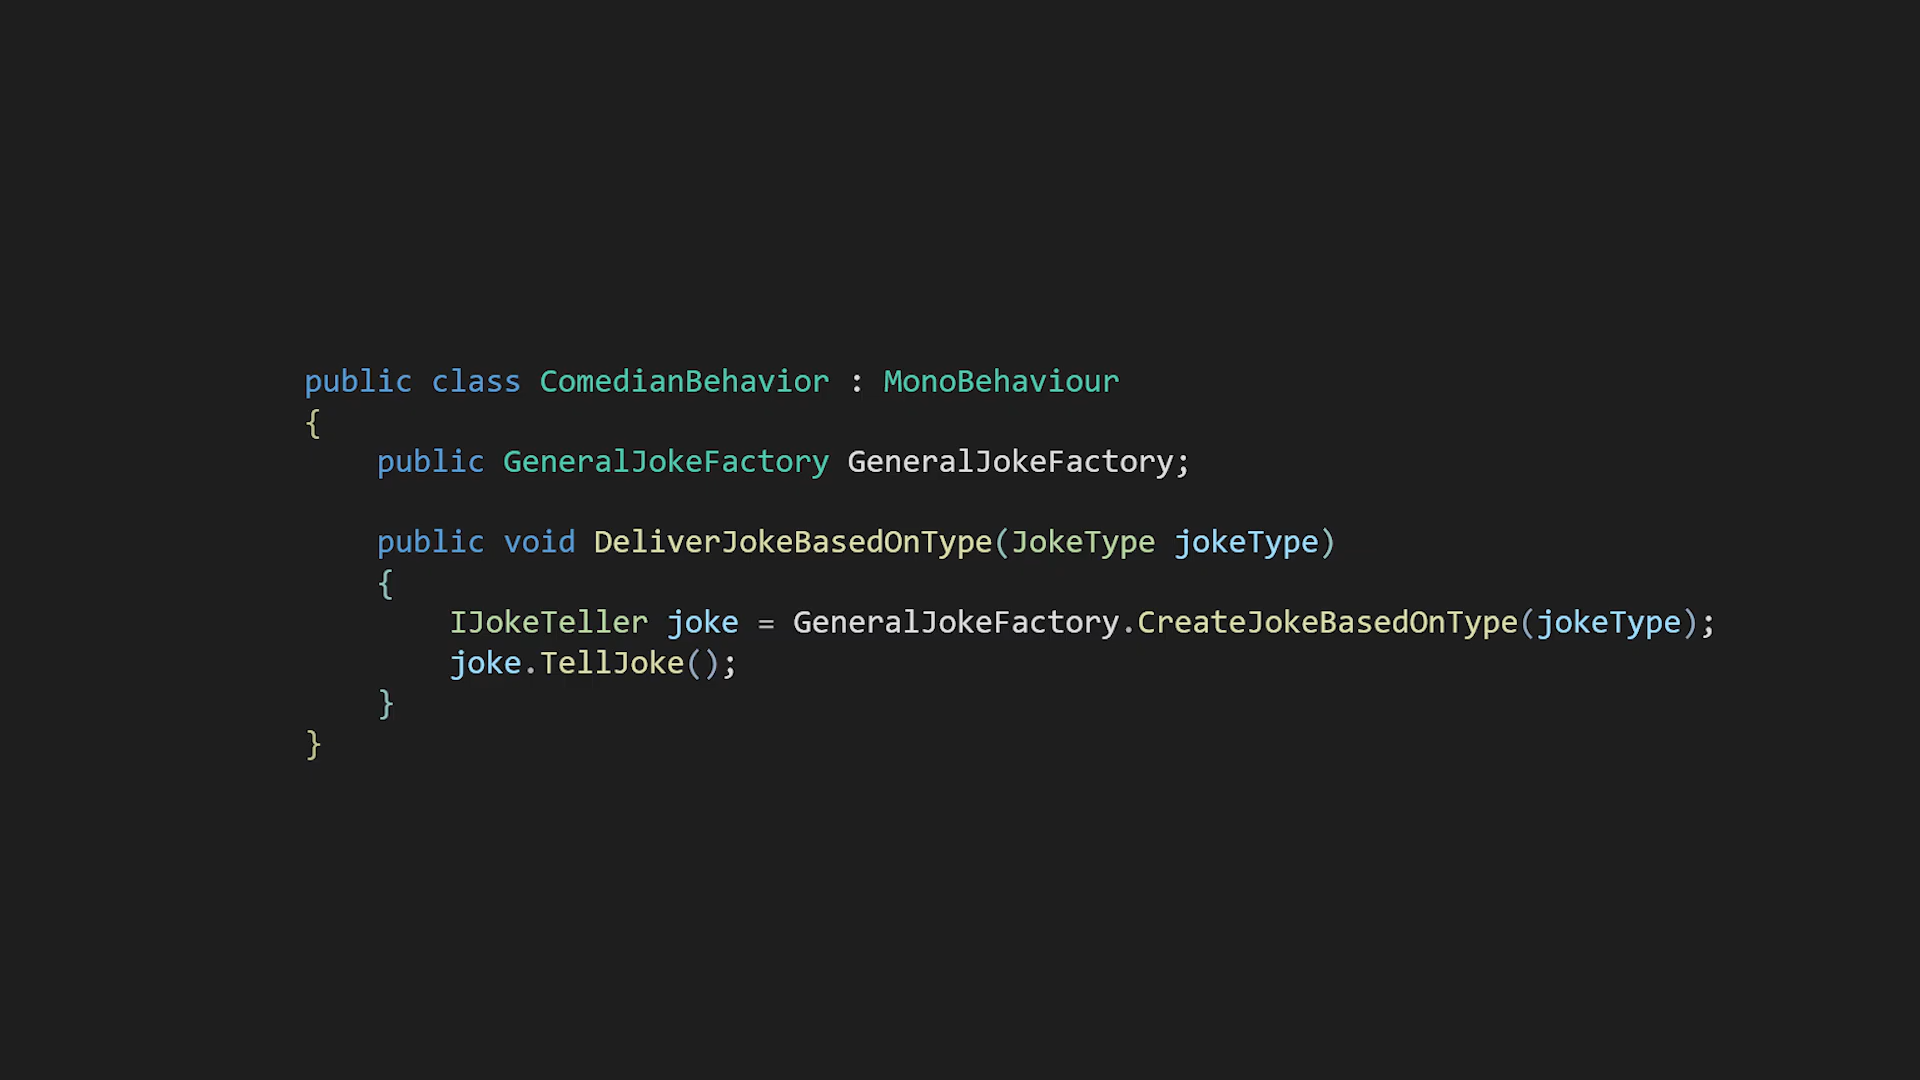 public class ComedianBehavior : MonoBehaviour
{
    public GeneralJokeFactory GeneralJokeFactory;
    public void DeliverJokeBasedOnType(JokeType jokeType)
    {
        IJokeTeller joke = GeneralJokeFactory.CreateJokeBasedOnType(jokeType);
        joke.TellJoke();
    }
}